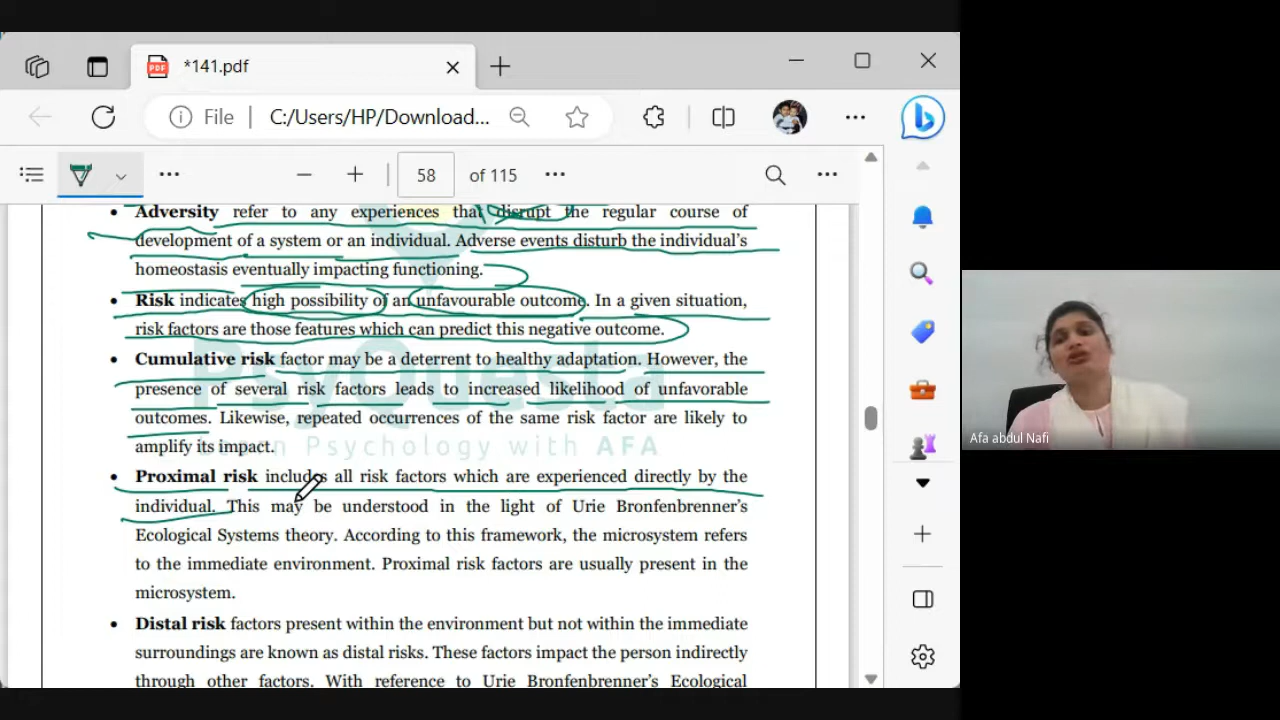 *141.pdf
File C:/Users/HP/Download...
58 of 115
• Adversity refer to any experiences that disrupt the regular course of
development of a system or an individual. Adverse events disturb the individual's
homeostasis eventually impacting functioning.
• Risk indicates high possibility of an unfavourable outcome. In a given situation,
risk factors are those features which can predict this negative outcome.
• Cumulative risk factor may be a deterrent to healthy adaptation. However, the
presence of several risk factors leads to increased likelihood of unfavorable
outcomes. Likewise, repeated occurrences of the same risk factor are likely to
amplify its impact.
• Proximal risk includes all risk factors which are experienced directly by the
individual. This may be understood in the light of Urie Bronfenbrenner's
Ecological Systems theory. According to this framework, the microsystem refers
to the immediate environment. Proximal risk factors are usually present in the
microsystem.
• Distal risk factors present within the environment but not within the immediate
surroundings are known as distal risks. These factors impact the person indirectly
through other factors. With reference to Urie Bronfenbrenner's Ecological
PsyQuesta
Learn Psychology with AFA
Afa abdul Nafi